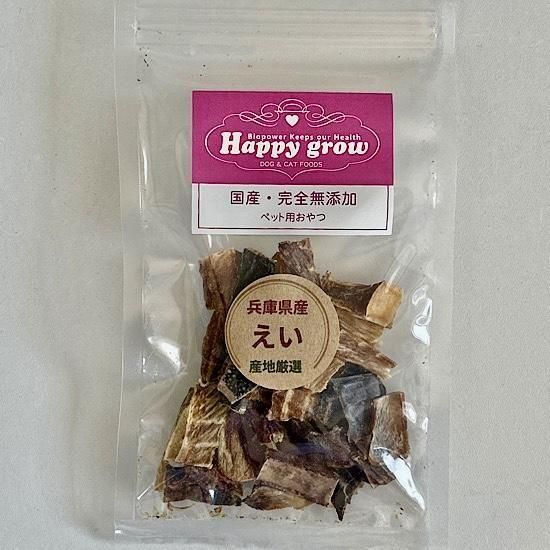 Biopower Keeps our Health
Happy grow
DOG & CAT FOODS
国産・完全無添加
ペット用おやつ
兵庫県産
えい
産地厳選